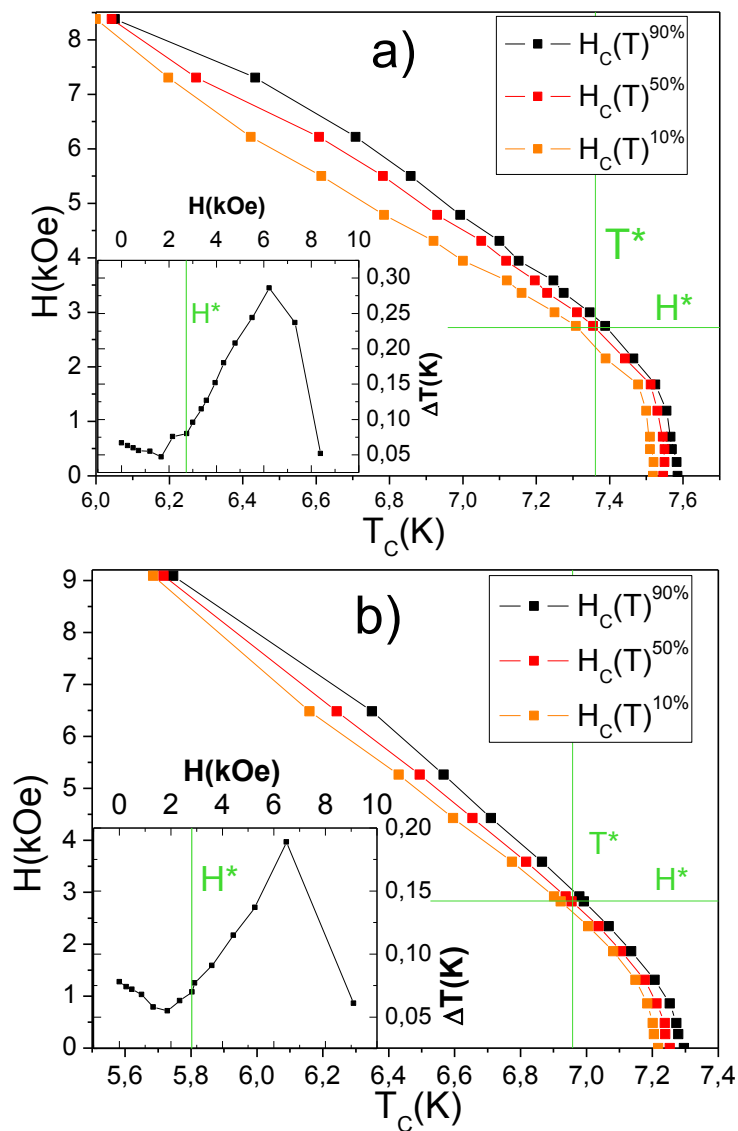 a)
H_C(T)^90%
H_C(T)^50%
H_C(T)^10%
T*
H*
H(kOe)
8
7
6
5
4
3
2
1
0
6,0 6,2 6,4 6,6 6,8 7,0 7,2 7,4 7,6
T_C(K)
H(kOe)
0 2 4 6 8 10
H*
0,30
0,25
0,20
0,15
0,10
0,05
ΔT(K)
b)
H_C(T)^90%
H_C(T)^50%
H_C(T)^10%
T*
H*
H(kOe)
9
8
7
6
5
4
3
2
1
0
5,6 5,8 6,0 6,2 6,4 6,6 6,8 7,0 7,2 7,4
T_C(K)
H(kOe)
0 2 4 6 8 10
H*
0,20
0,15
0,10
0,05
ΔT(K)